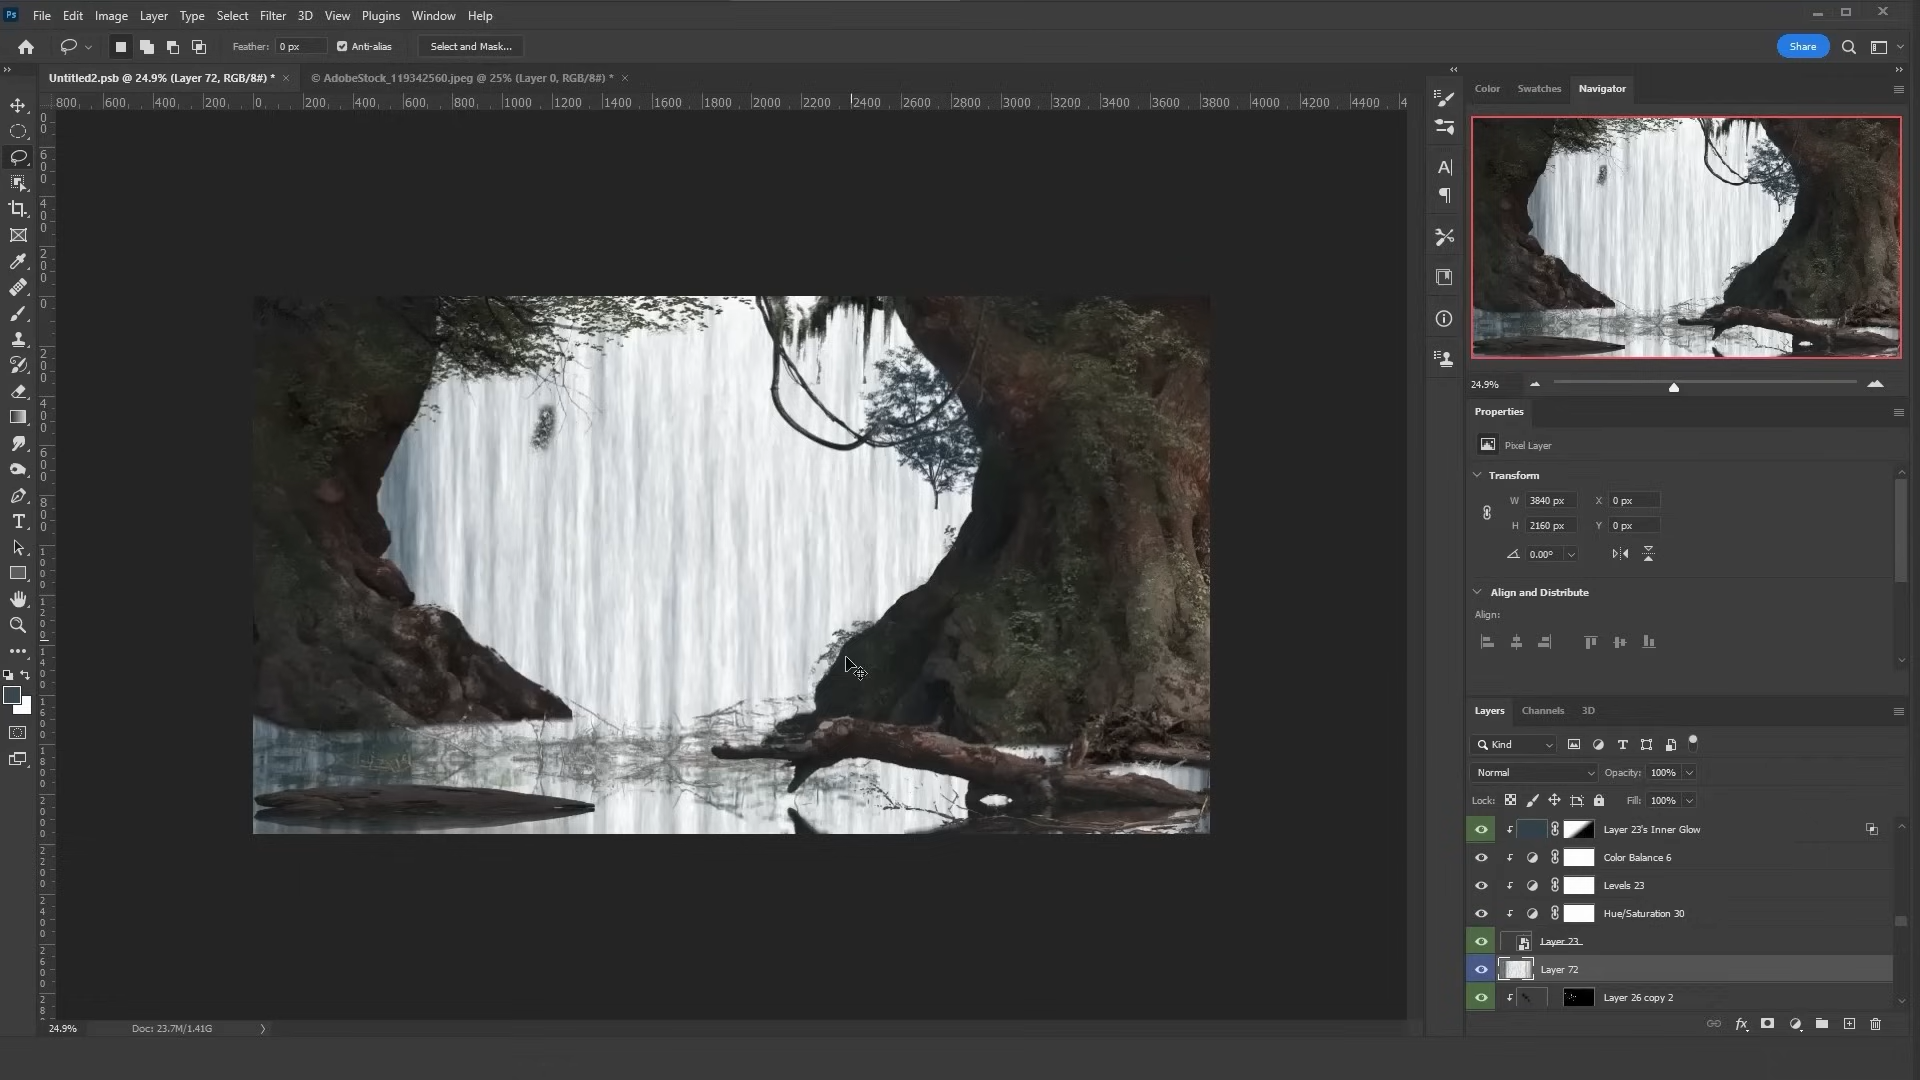 Ps File Edit Image Layer Type Select Filter 3D View Plugins Window Help
Feather: 0 px Anti-alias Select and Mask... Share
Untitled2.psb @ 24.9% (Layer 72, RGB/8#) * × © AdobeStock_119342560.jpeg @ 25% (Layer 0, RGB/8#) * ×
800 600 400 200 0 200 400 600 800 1000 1200 1400 1600 1800 2000 2200 2400 2600 2800 3000 3200 3400 3600 3800 4000 4200 4400 4
Color Swatches Navigator
24.9%
Properties
Pixel Layer
Transform
W 3840 px X 0 px
H 2160 px Y 0 px
0.00°
Align and Distribute
Align:
Layers Channels 3D
Kind
Normal Opacity: 100%
Lock: Fill: 100%
Layer 23's Inner Glow
Color Balance 6
Levels 23
Hue/Saturation 30
Layer 23
Layer 72
Layer 26 copy 2
fx
24.9% Doc: 23.7M/1.41G